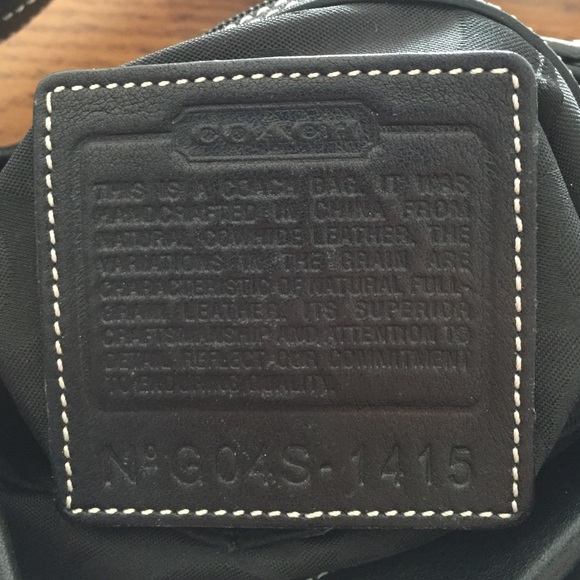 COACH
THIS IS A COACH BAG. IT WAS
HANDCRAFTED IN CHINA FROM
NATURAL COWHIDE LEATHER. THE
VARIATIONS IN THE GRAIN ARE
CHARACTERISTIC OF NATURAL FULL-
GRAIN LEATHER. ITS SUPERIOR
CRAFTSMANSHIP AND ATTENTION TO
DETAIL REFLECT OUR COMMITMENT
TO ENDURING QUALITY.
Nº G04S-1415